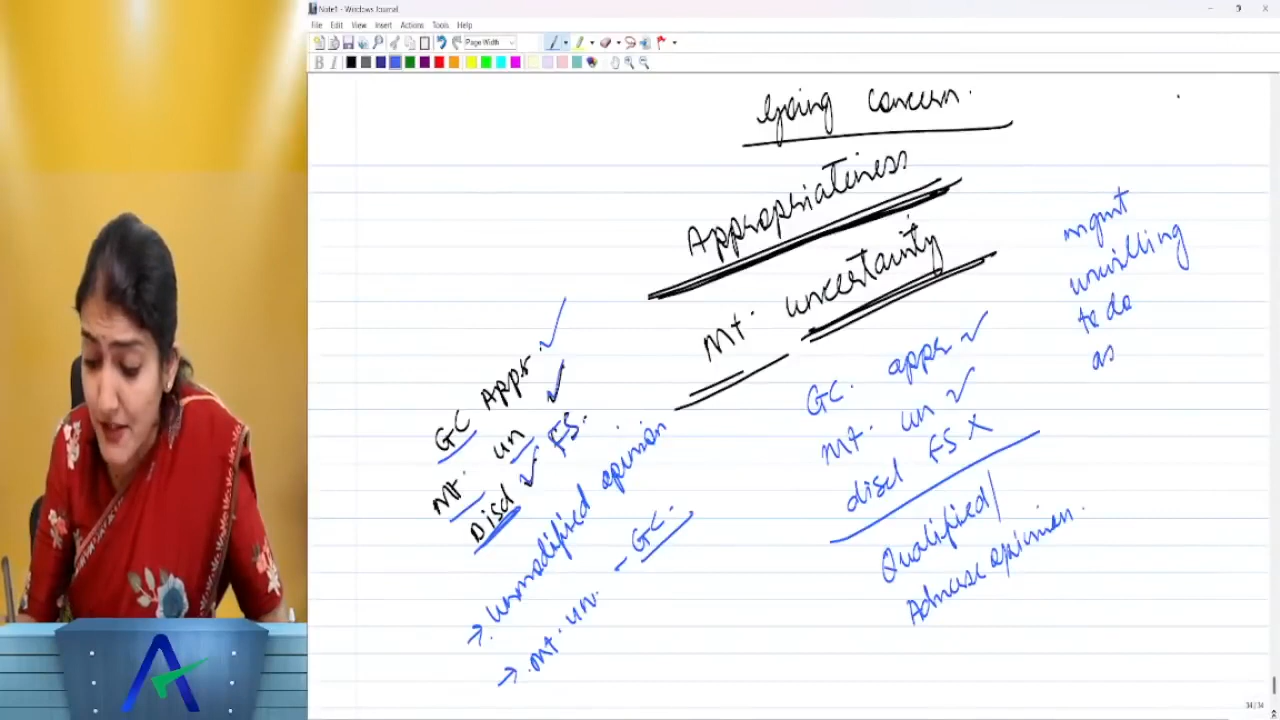 Note1 - Windows Journal
File Edit View Insert Actions Tools Help
Page Width
B I
Going Concern.
Appropriateness
Mt. uncertainty
GC Appr. ✓
Mt. un ✓
Discl ✓ FS.
→ unmodified opinion
→ Mt. un. - GC.
GC. appr ✓
Mt. un ✓
discl FS X
Qualified/
Adverse opinion.
mgmt
unwilling
to do
as
34/34